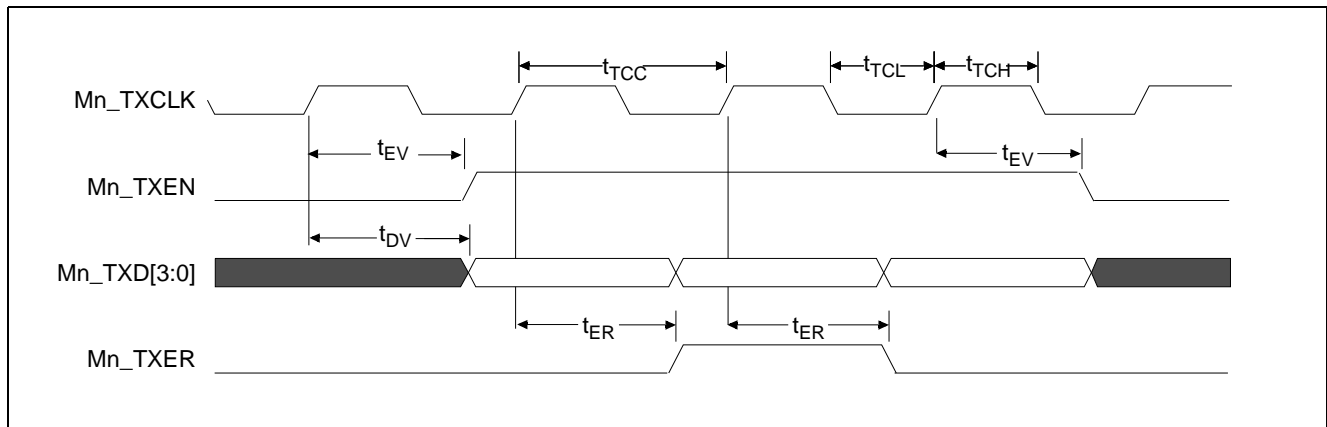 tTCC
tTCL
tTCH
Mn_TXCLK
tEV
tEV
Mn_TXEN
tDV
Mn_TXD[3:0]
tER
tER
Mn_TXER